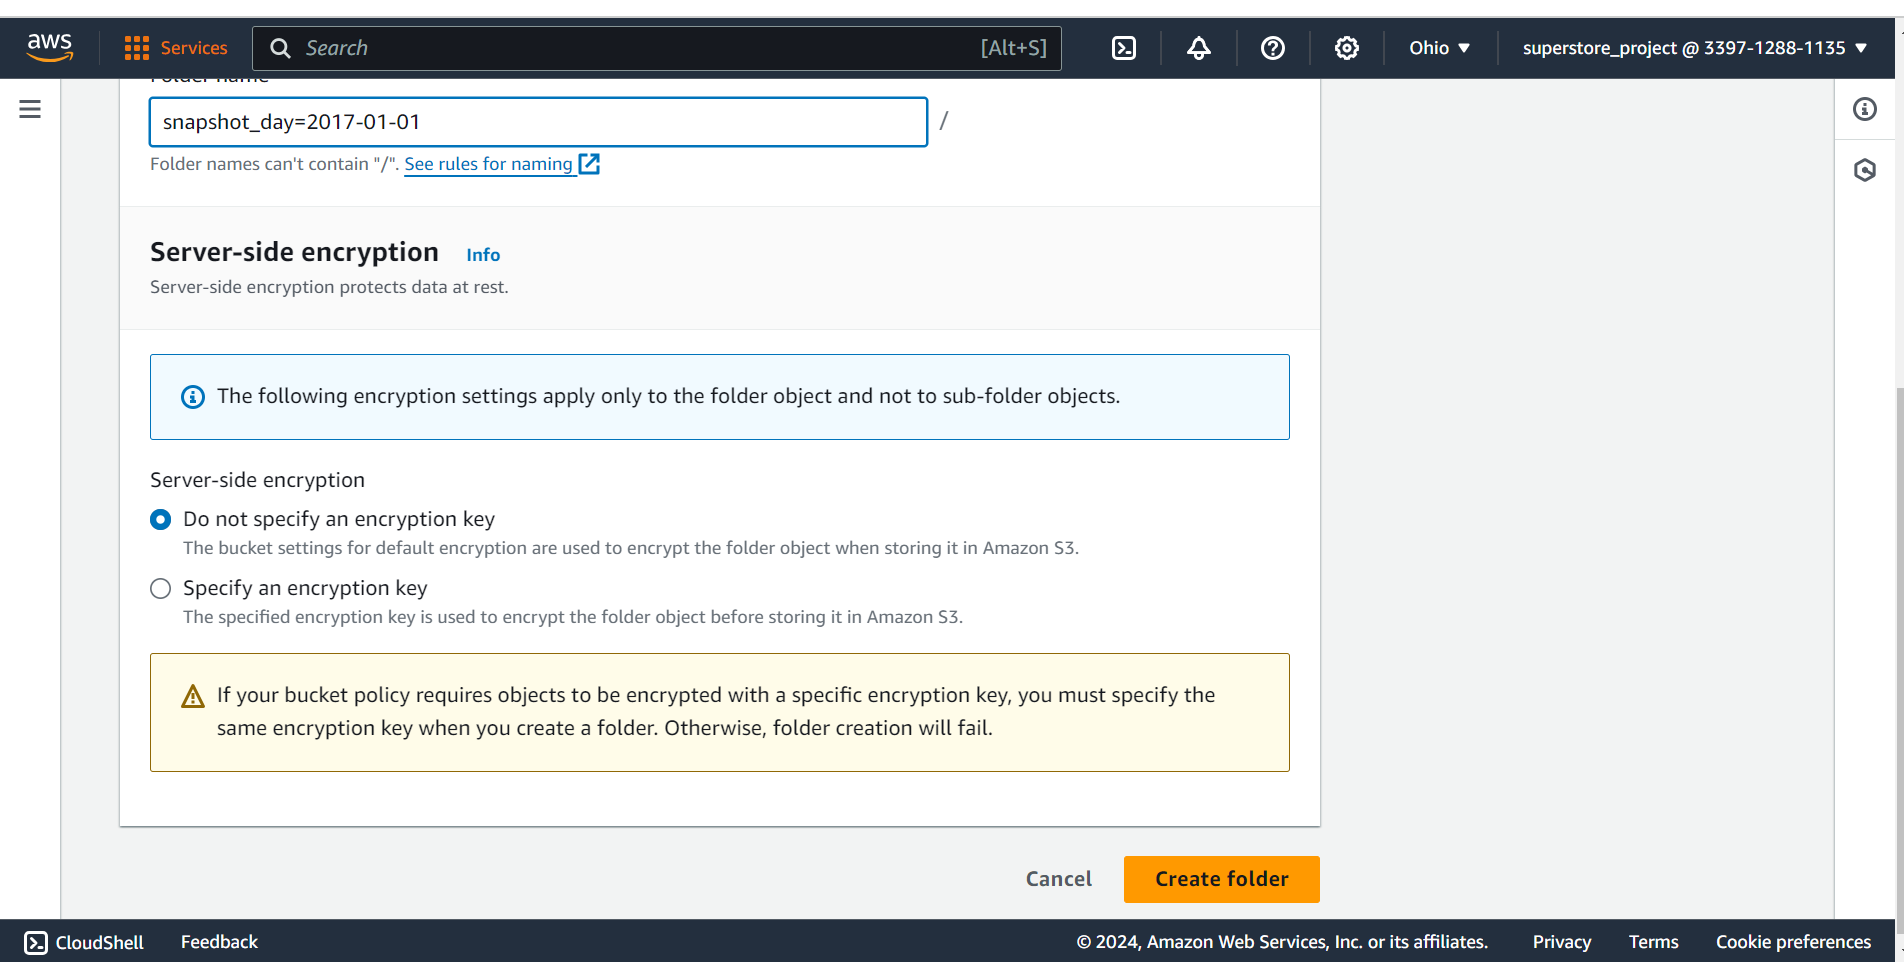 aws
Services
Search
[Alt+S]
Ohio
superstore_project @ 3397-1288-1135
Folder name
snapshot_day=2017-01-01
/
Folder names can't contain "/". See rules for naming
Server-side encryption Info
Server-side encryption protects data at rest.
The following encryption settings apply only to the folder object and not to sub-folder objects.
Server-side encryption
Do not specify an encryption key
The bucket settings for default encryption are used to encrypt the folder object when storing it in Amazon S3.
Specify an encryption key
The specified encryption key is used to encrypt the folder object before storing it in Amazon S3.
If your bucket policy requires objects to be encrypted with a specific encryption key, you must specify the
same encryption key when you create a folder. Otherwise, folder creation will fail.
Cancel
Create folder
CloudShell
Feedback
© 2024, Amazon Web Services, Inc. or its affiliates.
Privacy
Terms
Cookie preferences